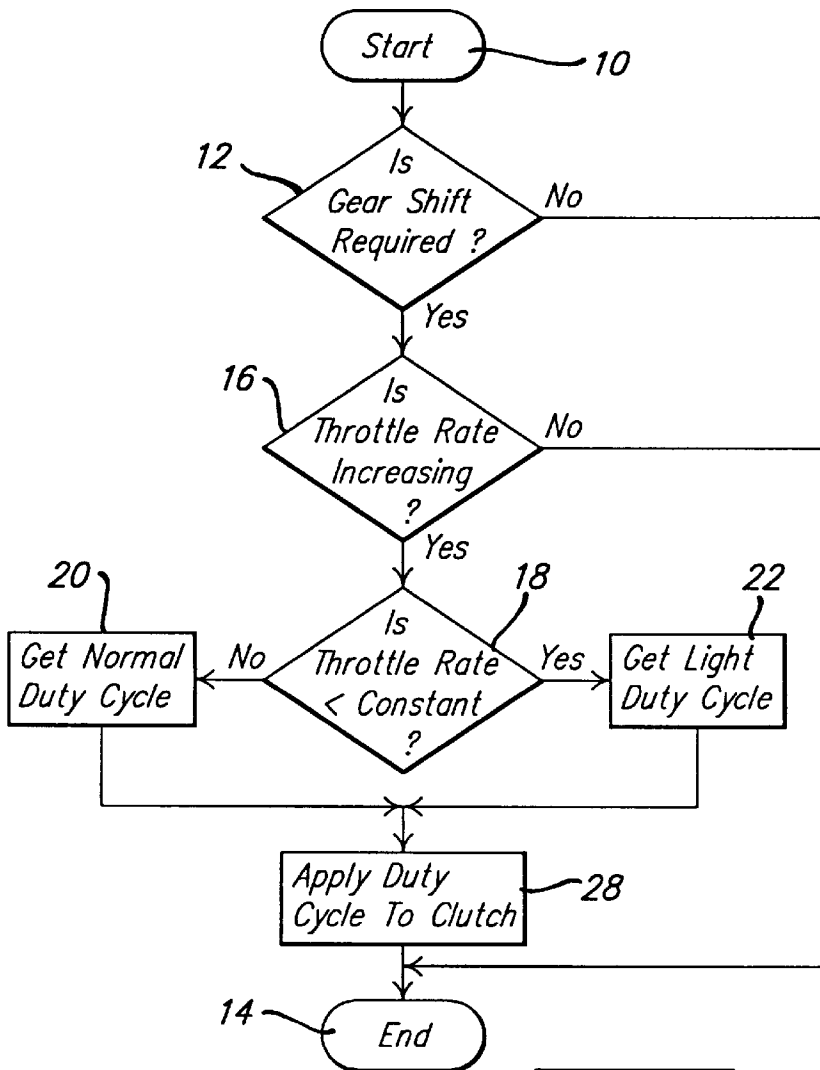 Start
10
12
Is
Gear Shift
Required ?
No
Yes
16
Is
Throttle Rate
Increasing
?
No
Yes
20
18
22
Get Normal
Duty Cycle
No
Is
Throttle Rate
< Constant
?
Yes
Get Light
Duty Cycle
Apply Duty
Cycle To Clutch
28
14
End